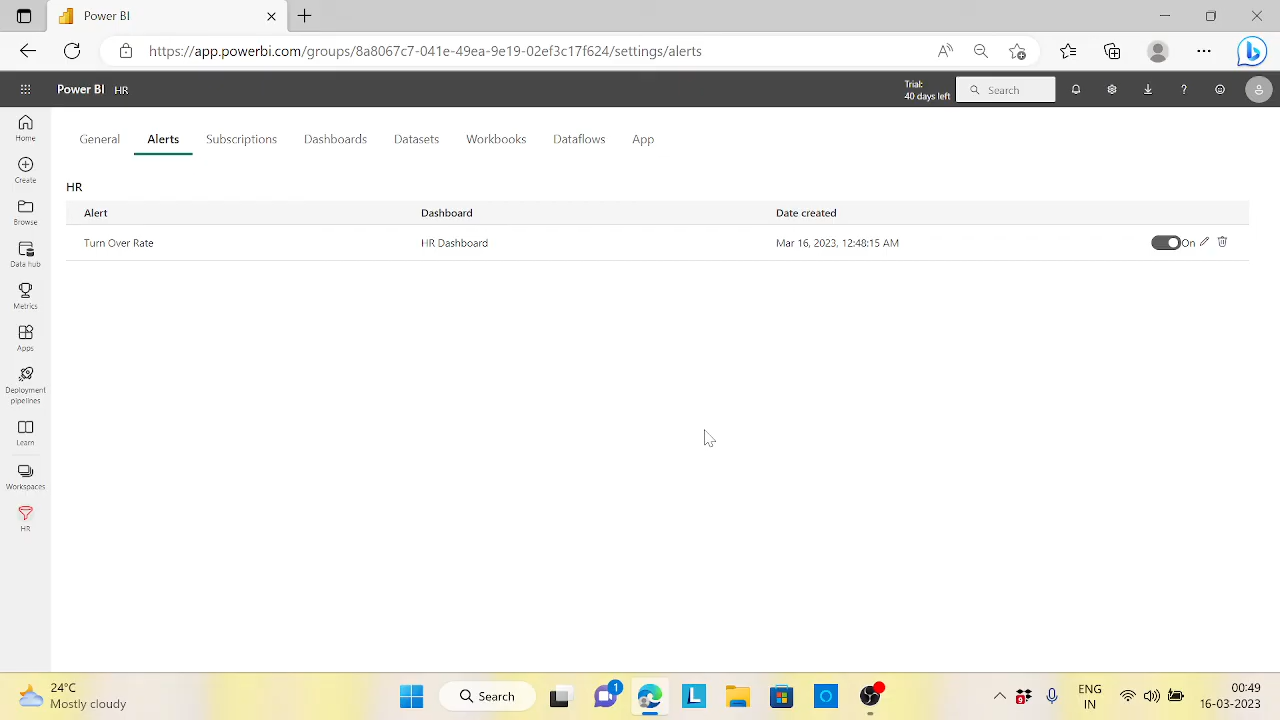 Power BI
https://app.powerbi.com/groups/8a8067c7-041e-49ea-9e19-02ef3c17f624/settings/alerts
Power BI HR
Trial:
40 days left
Search
Home
Create
Browse
Data hub
Metrics
Apps
Deployment
pipelines
Learn
Workspaces
HR
General Alerts Subscriptions Dashboards Datasets Workbooks Dataflows App
HR
Alert Dashboard Date created
Turn Over Rate HR Dashboard Mar 16, 2023, 12:48:15 AM On
24°C
Mostly cloudy
Search
1
L
9
ENG
IN
00:49
16-03-2023